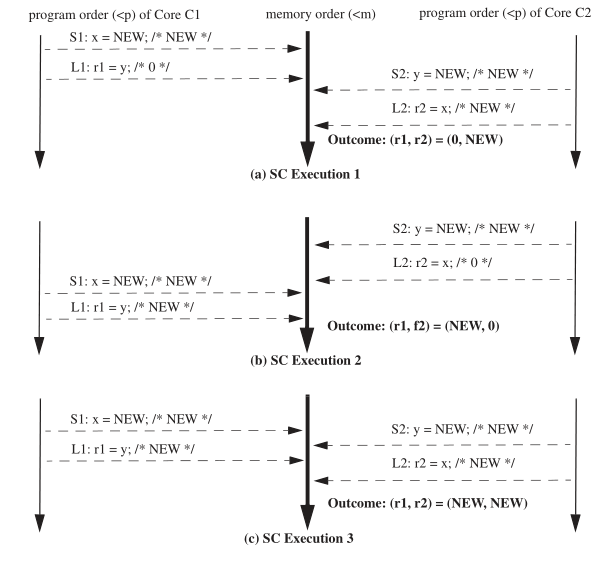 program order (<p) of Core C1 memory order (<m) program order (<p) of Core C2
S1: x = NEW; /* NEW */
L1: r1 = y; /* 0 */
S2: y = NEW; /* NEW */
L2: r2 = x; /* NEW */
Outcome: (r1, r2) = (0, NEW)
(a) SC Execution 1
S2: y = NEW; /* NEW */
L2: r2 = x; /* 0 */
S1: x = NEW; /* NEW */
L1: r1 = y; /* NEW */
Outcome: (r1, f2) = (NEW, 0)
(b) SC Execution 2
S1: x = NEW; /* NEW */
S2: y = NEW; /* NEW */
L1: r1 = y; /* NEW */
L2: r2 = x; /* NEW */
Outcome: (r1, r2) = (NEW, NEW)
(c) SC Execution 3